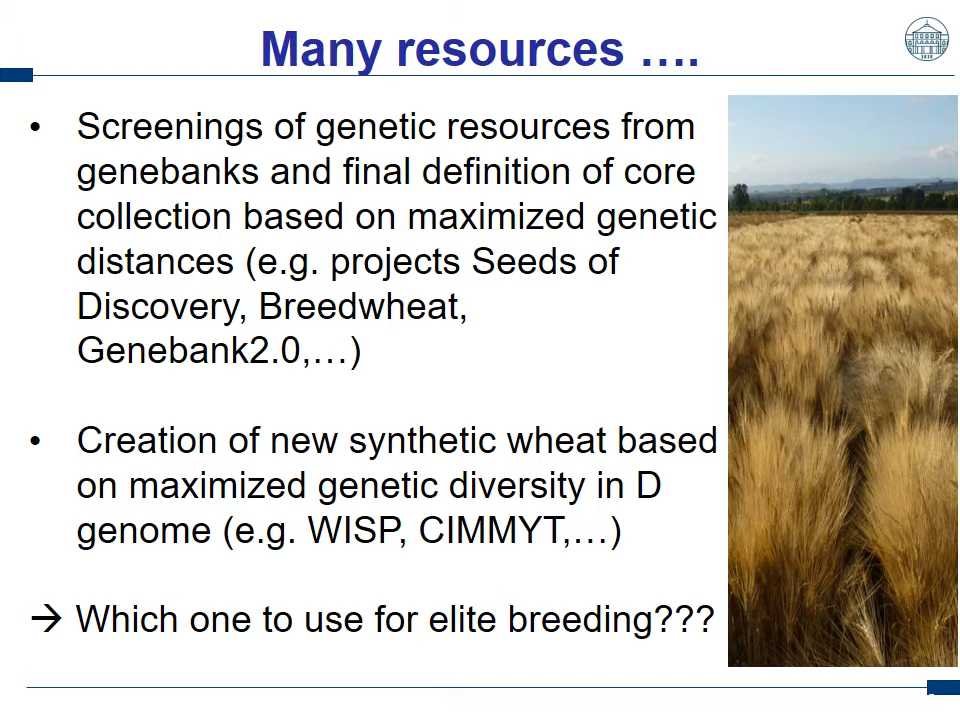 Many resources ….
• Screenings of genetic resources from
genebanks and final definition of core
collection based on maximized genetic
distances (e.g. projects Seeds of
Discovery, Breedwheat,
Genebank2.0,…)
• Creation of new synthetic wheat based
on maximized genetic diversity in D
genome (e.g. WISP, CIMMYT,…)
→ Which one to use for elite breeding???